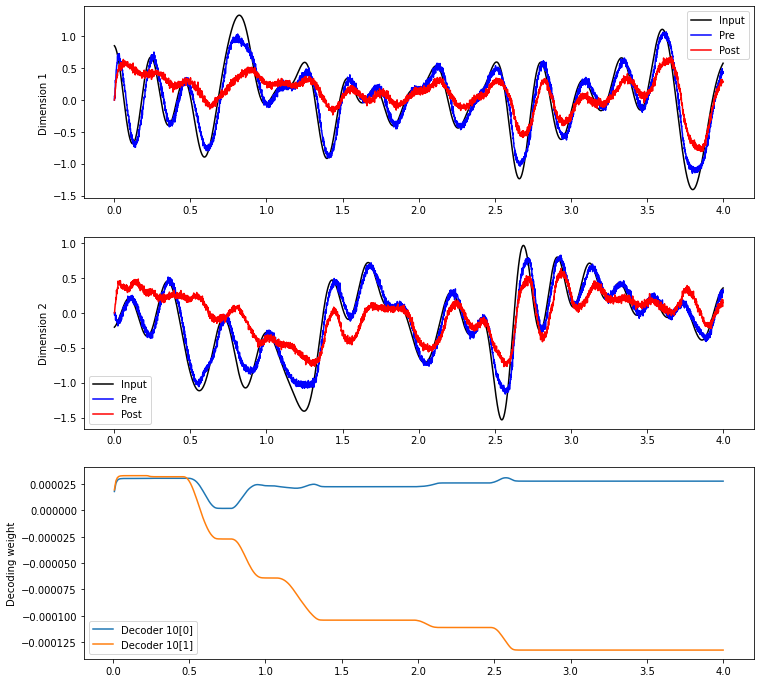 Dimension 1
1.0
0.5
0.0
−0.5
−1.0
−1.5
Input
Pre
Post
0.0 0.5 1.0 1.5 2.0 2.5 3.0 3.5 4.0
Dimension 2
1.0
0.5
0.0
−0.5
−1.0
−1.5
Input
Pre
Post
0.0 0.5 1.0 1.5 2.0 2.5 3.0 3.5 4.0
Decoding weight
0.000025
0.000000
−0.000025
−0.000050
−0.000075
−0.000100
−0.000125
Decoder 10[0]
Decoder 10[1]
0.0 0.5 1.0 1.5 2.0 2.5 3.0 3.5 4.0